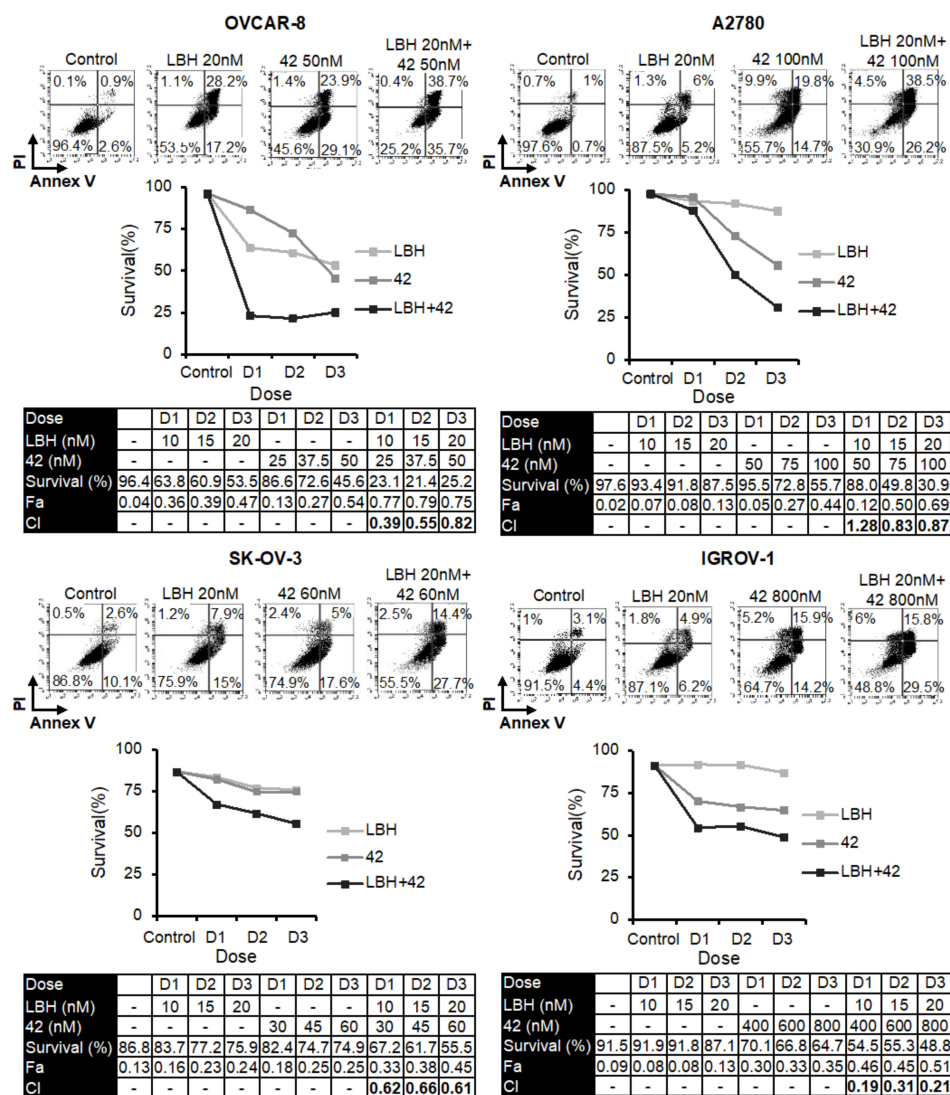 OVCAR-8
Control
LBH 20nM
42 50nM
LBH 20nM+
42 50nM
0.1% 0.9%
1.1% 28.2%
1.4% 23.9%
0.4% 38.7%
96.4% 2.6%
53.5% 17.2%
45.6% 29.1%
25.2% 35.7%
PI
Annex V
100
75
50
25
0
Survival(%)
LBH
42
LBH+42
Control D1 D2 D3
Dose
Dose D1 D2 D3 D1 D2 D3 D1 D2 D3
LBH (nM) - 10 15 20 - - - 10 15 20
42 (nM) - - - - 25 37.5 50 25 37.5 50
Survival (%) 96.4 63.8 60.9 53.5 86.6 72.6 45.6 23.1 21.4 25.2
Fa 0.04 0.36 0.39 0.47 0.13 0.27 0.54 0.77 0.79 0.75
CI - - - - - - - 0.39 0.55 0.82
A2780
Control
LBH 20nM
42 100nM
LBH 20nM+
42 100nM
0.7% 1%
1.3% 6%
9.9% 19.8%
4.5% 38.5%
97.6% 0.7%
87.5% 5.2%
55.7% 14.7%
30.9% 26.2%
PI
Annex V
100
75
50
25
0
Survival(%)
LBH
42
LBH+42
Control D1 D2 D3
Dose
Dose D1 D2 D3 D1 D2 D3 D1 D2 D3
LBH (nM) - 10 15 20 - - - 10 15 20
42 (nM) - - - - 50 75 100 50 75 100
Survival (%) 97.6 93.4 91.8 87.5 95.5 72.8 55.7 88.0 49.8 30.9
Fa 0.02 0.07 0.08 0.13 0.05 0.27 0.44 0.12 0.50 0.69
CI - - - - - - - 1.28 0.83 0.87
SK-OV-3
Control
LBH 20nM
42 60nM
LBH 20nM+
42 60nM
0.5% 2.6%
1.2% 7.9%
2.4% 5%
2.5% 14.4%
86.8% 10.1%
75.9% 15%
74.9% 17.6%
55.5% 27.7%
PI
Annex V
100
75
50
25
0
Survival(%)
LBH
42
LBH+42
Control D1 D2 D3
Dose
Dose D1 D2 D3 D1 D2 D3 D1 D2 D3
LBH (nM) - 10 15 20 - - - 10 15 20
42 (nM) - - - - 30 45 60 30 45 60
Survival (%) 86.8 83.7 77.2 75.9 82.4 74.7 74.9 67.2 61.7 55.5
Fa 0.13 0.16 0.23 0.24 0.18 0.25 0.25 0.33 0.38 0.45
CI - - - - - - - 0.62 0.66 0.61
IGROV-1
Control
LBH 20nM
42 800nM
LBH 20nM+
42 800nM
1% 3.1%
1.8% 4.9%
5.2% 15.9%
6% 15.8%
91.5% 4.4%
87.1% 6.2%
64.7% 14.2%
48.8% 29.5%
PI
Annex V
100
75
50
25
0
Survival(%)
LBH
42
LBH+42
Control D1 D2 D3
Dose
Dose D1 D2 D3 D1 D2 D3 D1 D2 D3
LBH (nM) - 10 15 20 - - - 10 15 20
42 (nM) - - - - 400 600 800 400 600 800
Survival (%) 91.5 91.9 91.8 87.1 70.1 66.8 64.7 54.5 55.3 48.8
Fa 0.09 0.08 0.08 0.13 0.30 0.33 0.35 0.46 0.45 0.51
CI - - - - - - - 0.19 0.31 0.21